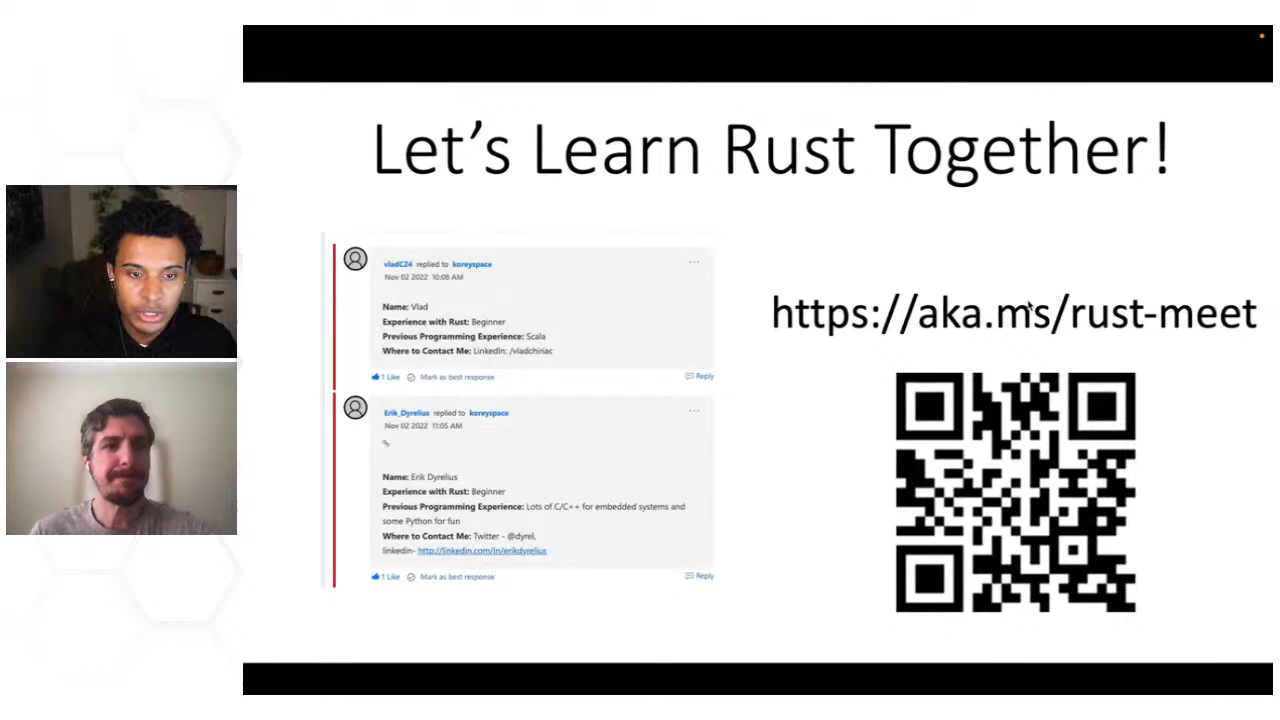 Let's Learn Rust Together!
vladC24 replied to koreyspace
Nov 02 2022 10:08 AM
Name: Vlad
Experience with Rust: Beginner
Previous Programming Experience: Scala
Where to Contact Me: LinkedIn: /vladchiriac
1 Like Mark as best response Reply
Erik_Dyrelius replied to koreyspace
Nov 02 2022 11:05 AM
Name: Erik Dyrelius
Experience with Rust: Beginner
Previous Programming Experience: Lots of C/C++ for embedded systems and
some Python for fun
Where to Contact Me: Twitter - @dyrel,
linkedin- http://linkedin.com/in/erikdyrelius
1 Like Mark as best response Reply
https://aka.ms/rust-meet